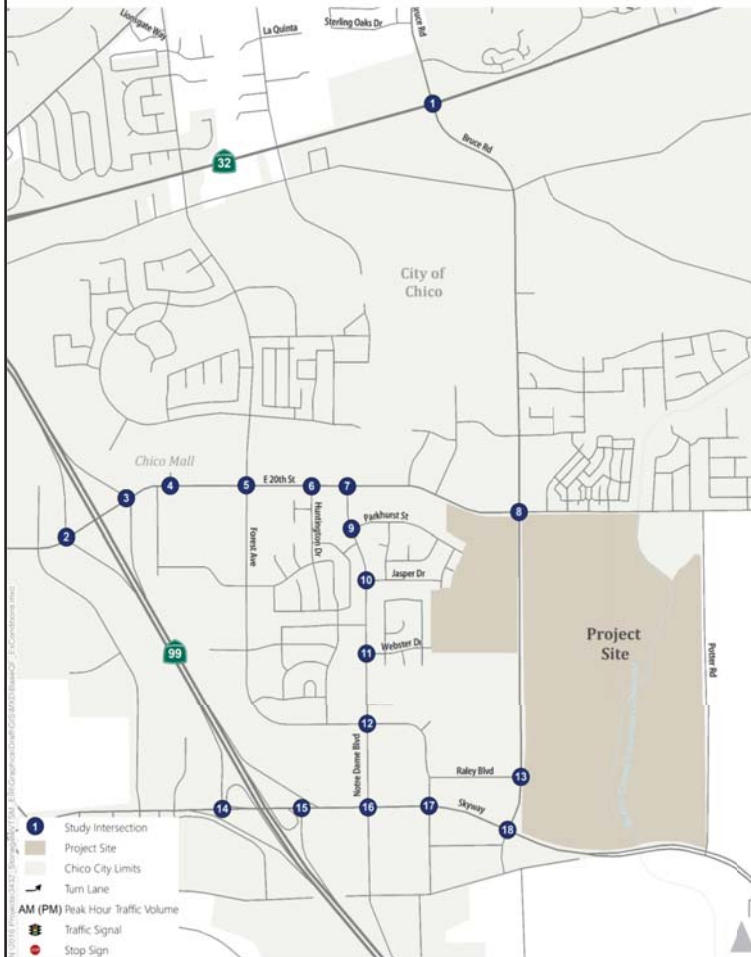 Lionsgate Way
La Quinta
Sterling Oaks Dr
Bruce Rd
1
Bruce Rd
32
City of
Chico
Chico Mall
3
4
5
E 20th St
6
7
2
8
Huntington Dr
9
Parkhurst St
Forest Ave
10
Jasper Dr
99
11
Webster Dr
Project
Site
Potter Rd
12
Notre Dame Blvd
Raley Blvd
13
14
15
16
17
Skyway
18
1 Study Intersection
Project Site
Chico City Limits
Turn Lane
AM (PM) Peak Hour Traffic Volume
Traffic Signal
STOP Stop Sign